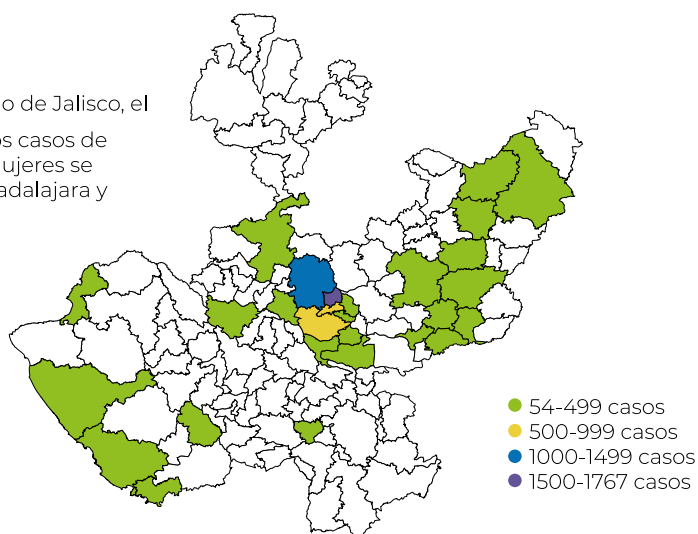 o de Jalisco, el
os casos de
ujeres se
adalajara y
54-499 casos
500-999 casos
1000-1499 casos
1500-1767 casos